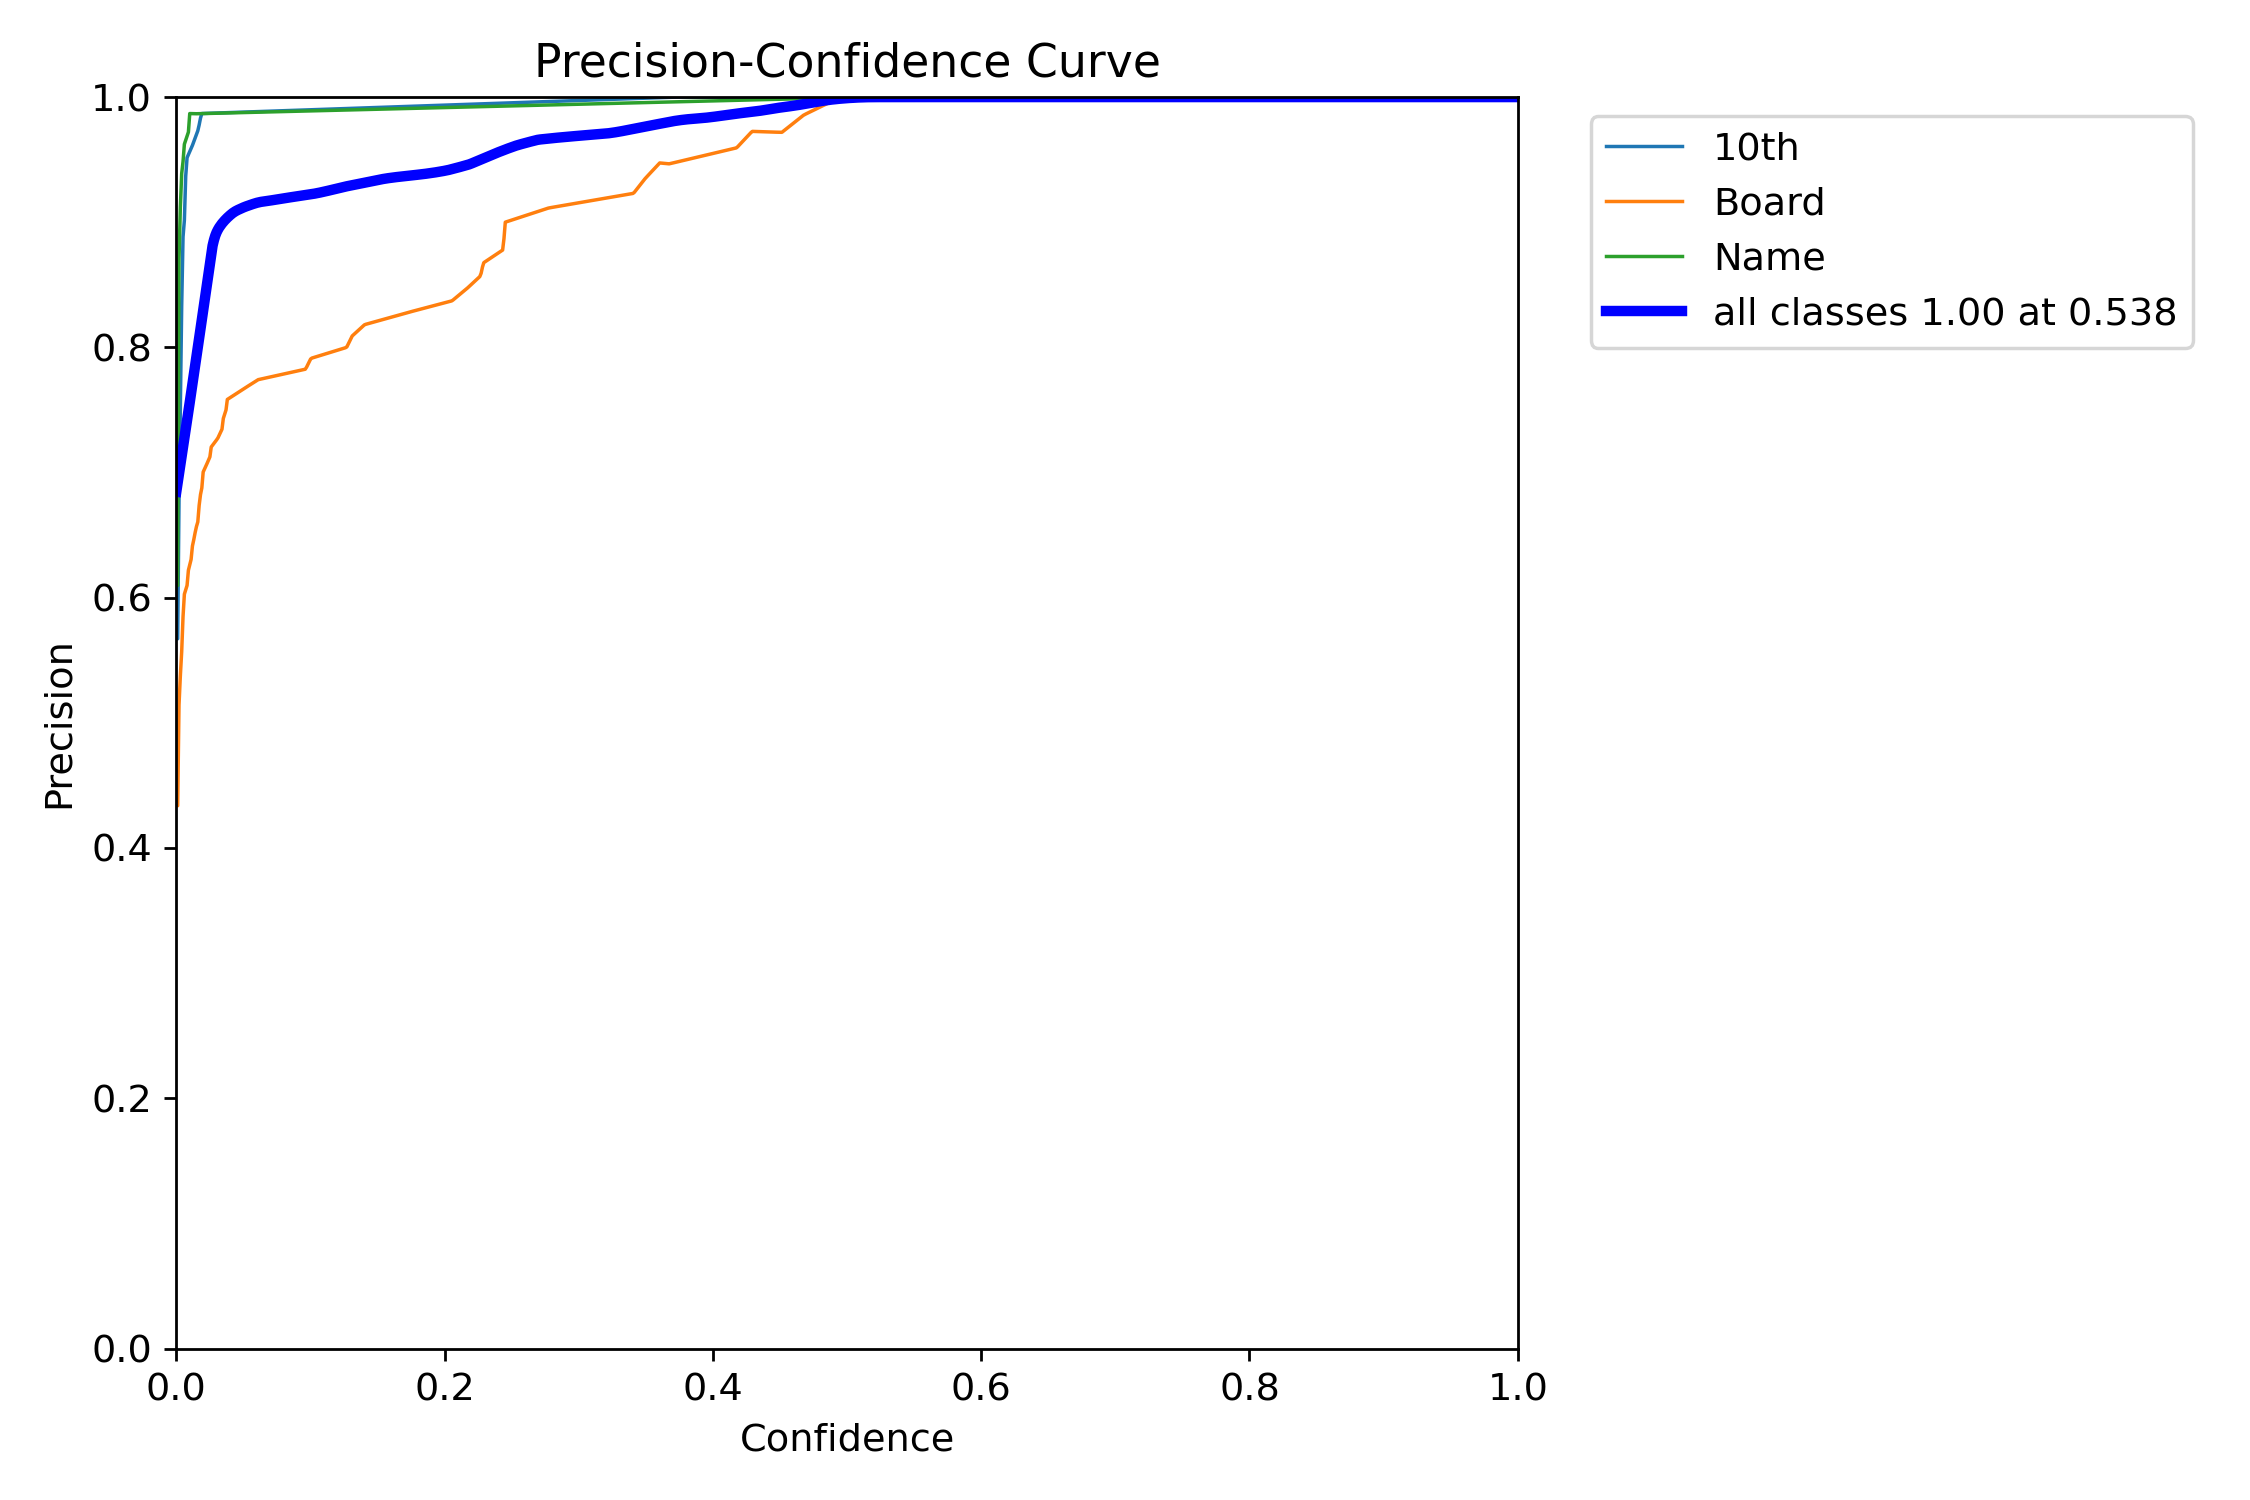 Precision-Confidence Curve
1.0
0.8
0.6
0.4
0.2
0.0
Precision
0.0 0.2 0.4 0.6 0.8 1.0
Confidence
10th
Board
Name
all classes 1.00 at 0.538